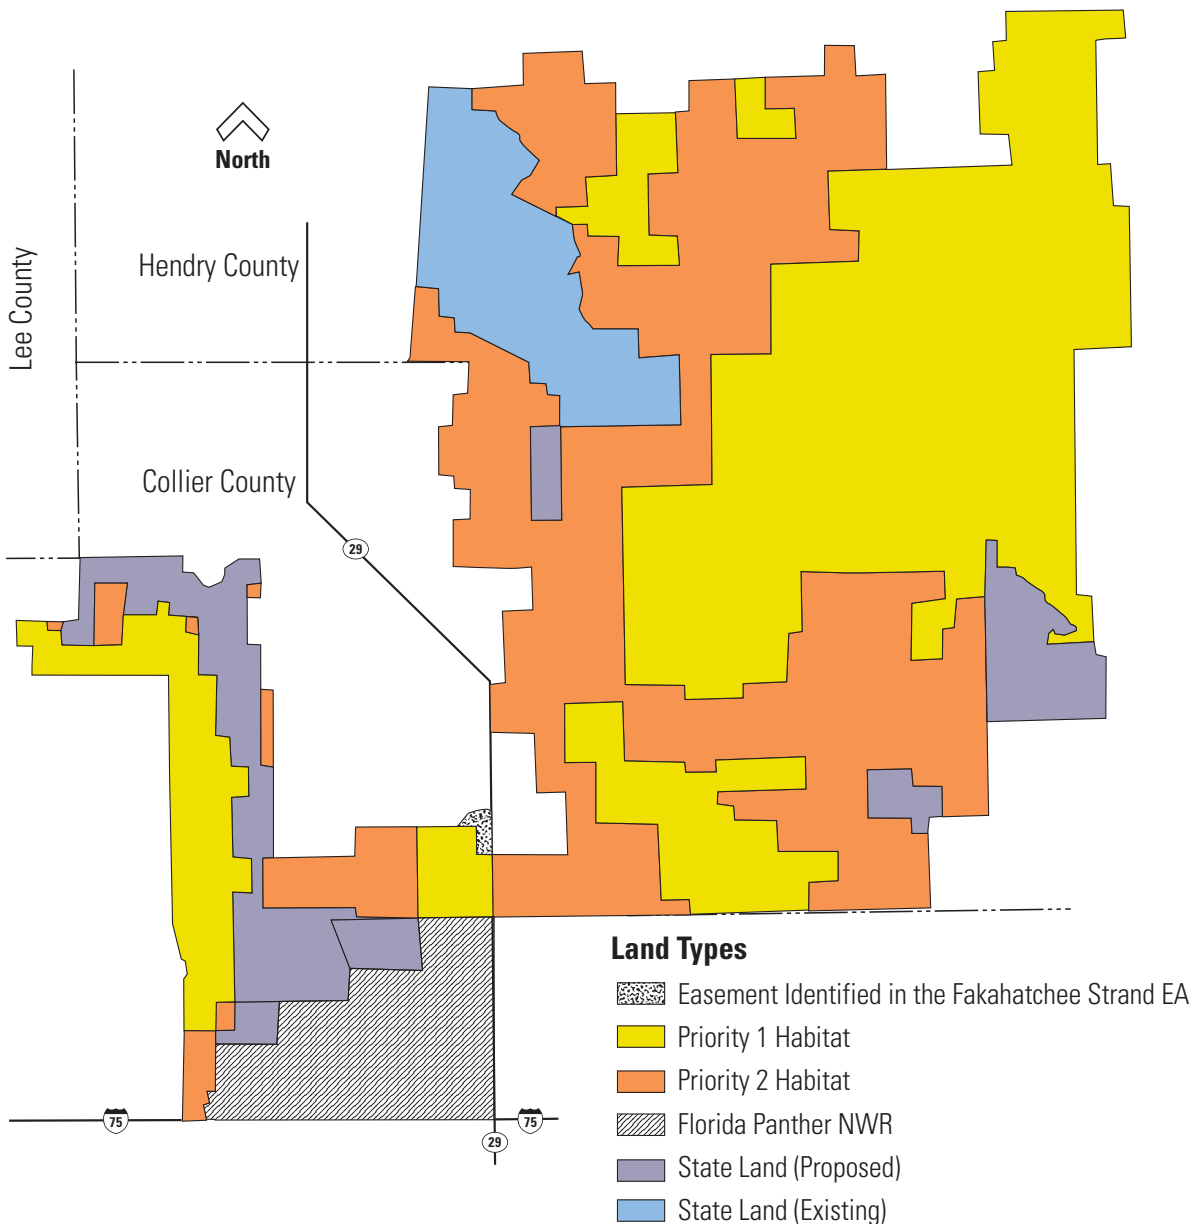 North
Lee County
Hendry County
Collier County
29
75
75
29
Land Types
Easement Identified in the Fakahatchee Strand EA
Priority 1 Habitat
Priority 2 Habitat
Florida Panther NWR
State Land (Proposed)
State Land (Existing)